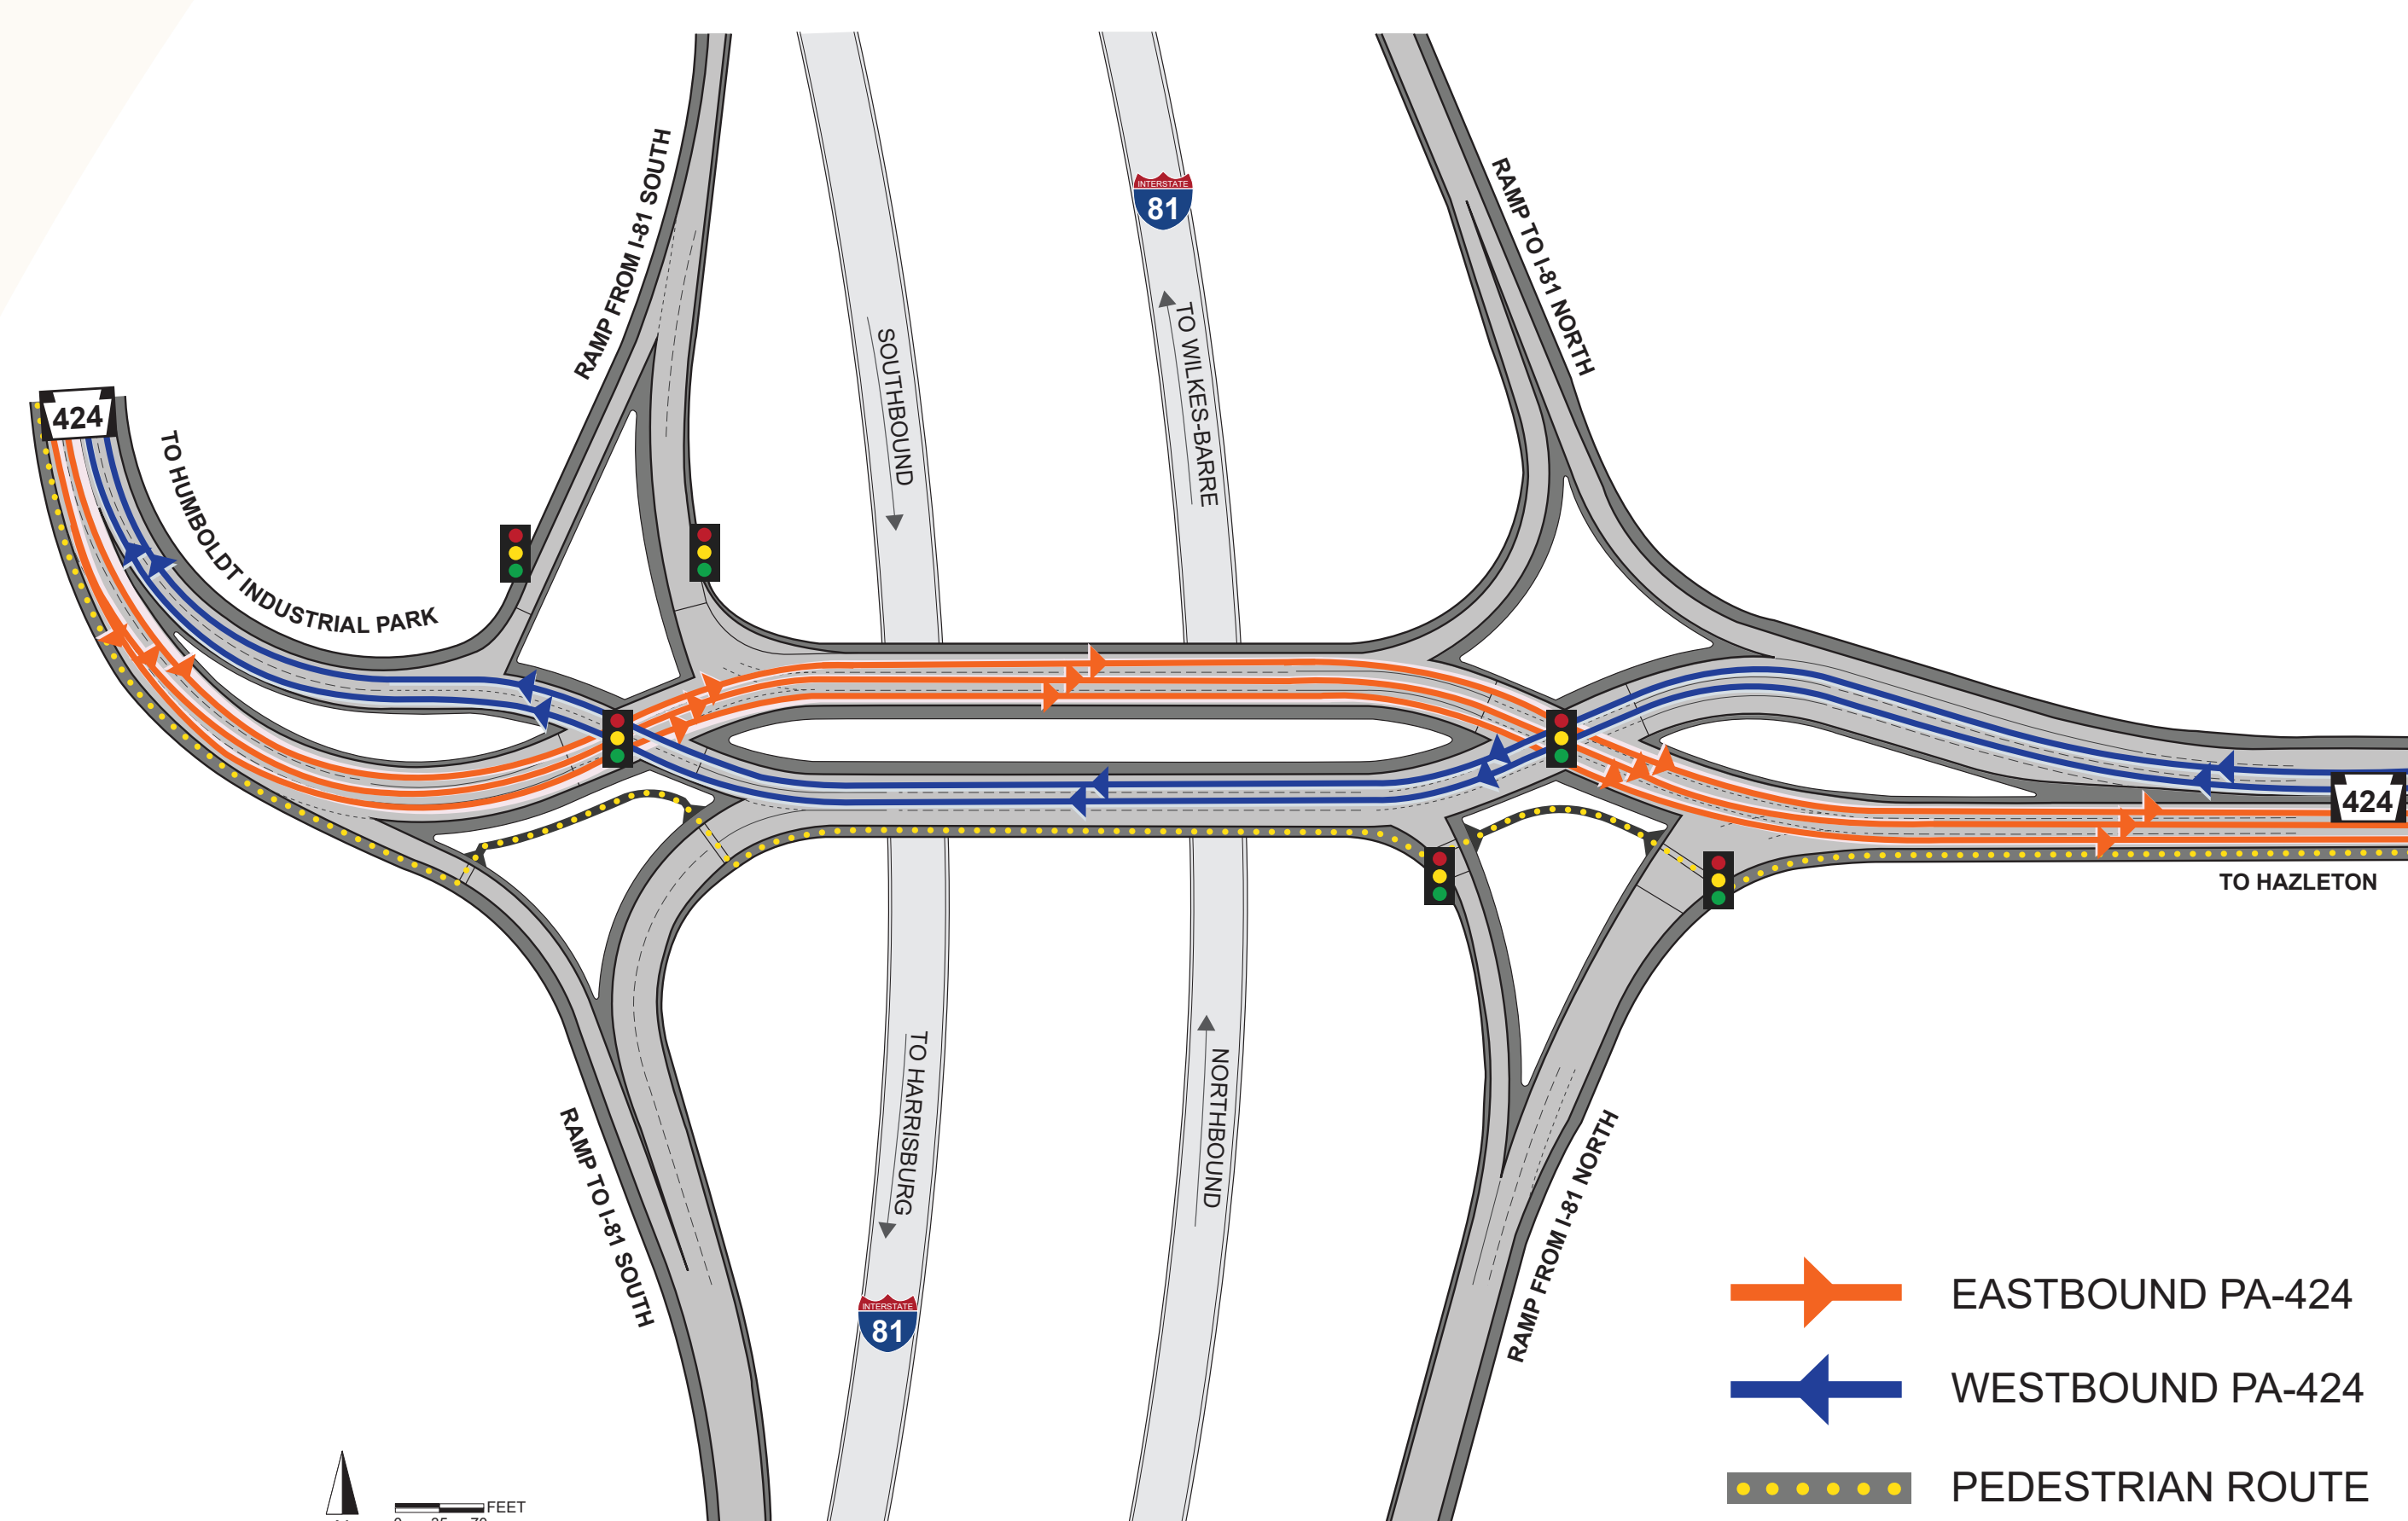 RAMP FROM I-81 SOUTH
INTERSTATE
81
RAMP TO I-81 NORTH
SOUTHBOUND
TO WILKES-BARRE
424
TO HUMBOLDT INDUSTRIAL PARK
424
TO HAZLETON
TO HARRISBURG
NORTHBOUND
RAMP TO I-81 SOUTH
RAMP FROM I-81 NORTH
INTERSTATE
81
EASTBOUND PA-424
WESTBOUND PA-424
PEDESTRIAN ROUTE
FEET